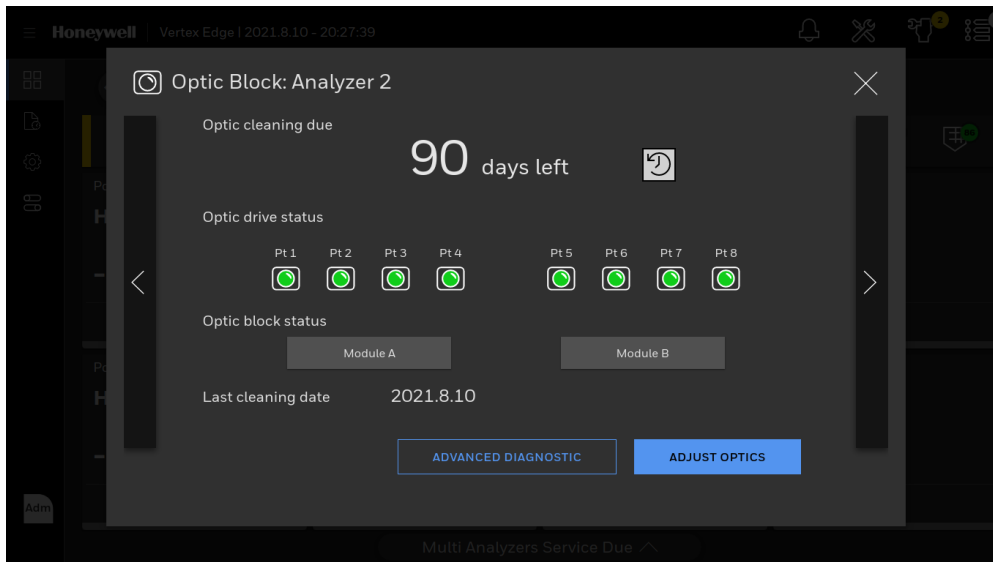 Honeywell Vertex Edge | 2021.8.10 - 20:27:39
2
Optic Block: Analyzer 2
Optic cleaning due
90 days left
Optic drive status
Pt 1 Pt 2 Pt 3 Pt 4 Pt 5 Pt 6 Pt 7 Pt 8
Optic block status
Module A Module B
Last cleaning date 2021.8.10
ADVANCED DIAGNOSTIC ADJUST OPTICS
Adm
Multi Analyzers Service Due